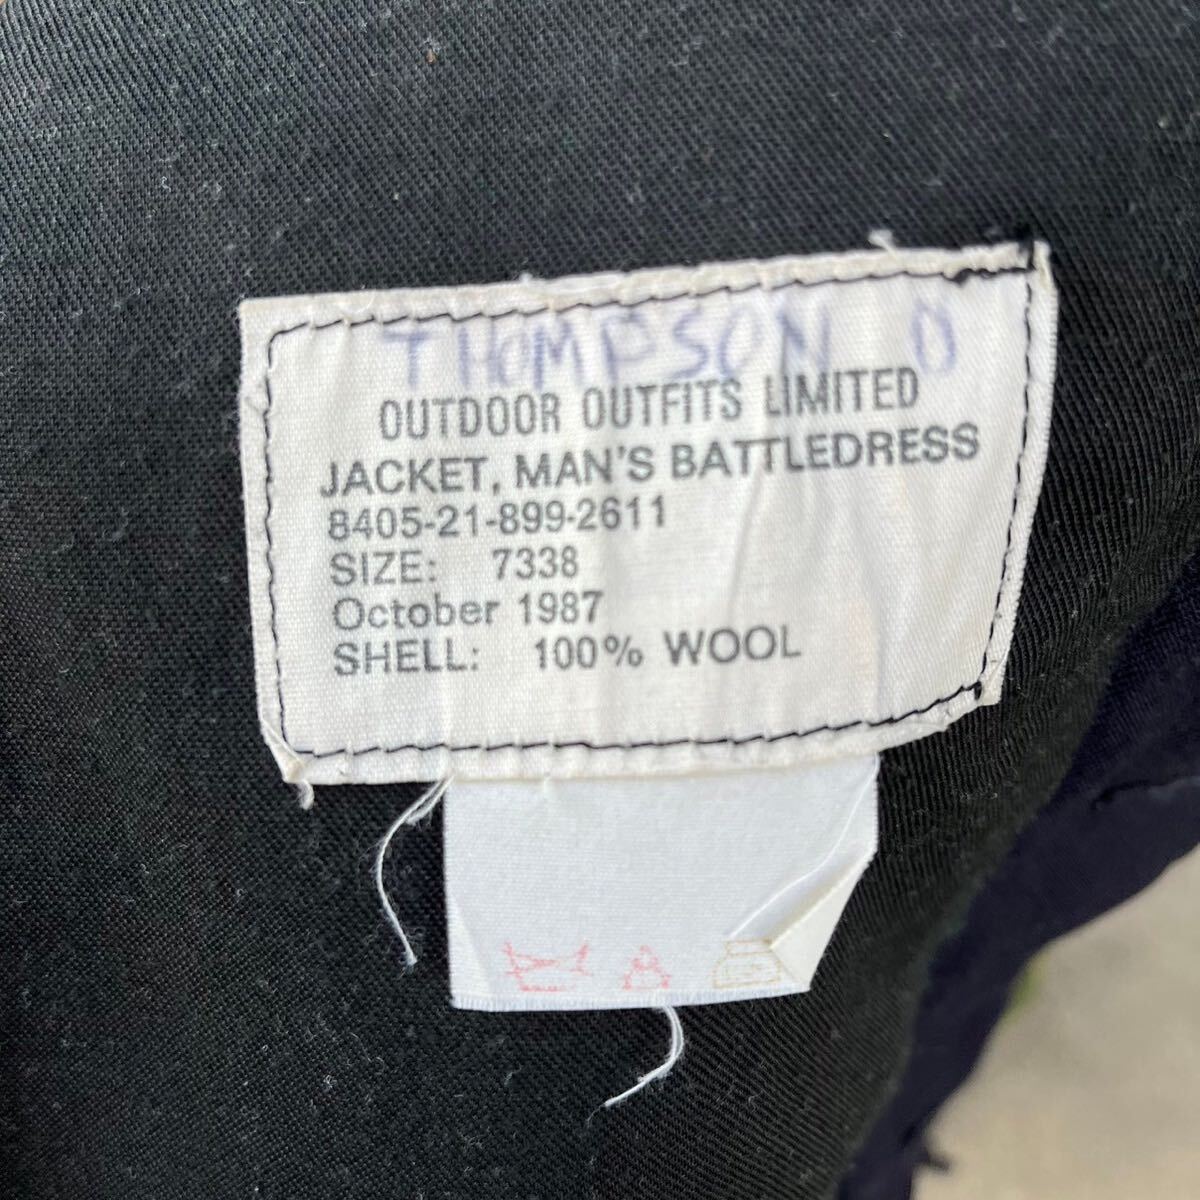 THOMPSON D
OUTDOOR OUTFITS LIMITED
JACKET, MAN'S BATTLEDRESS
8405-21-899-2611
SIZE: 7338
October 1987
SHELL: 100% WOOL